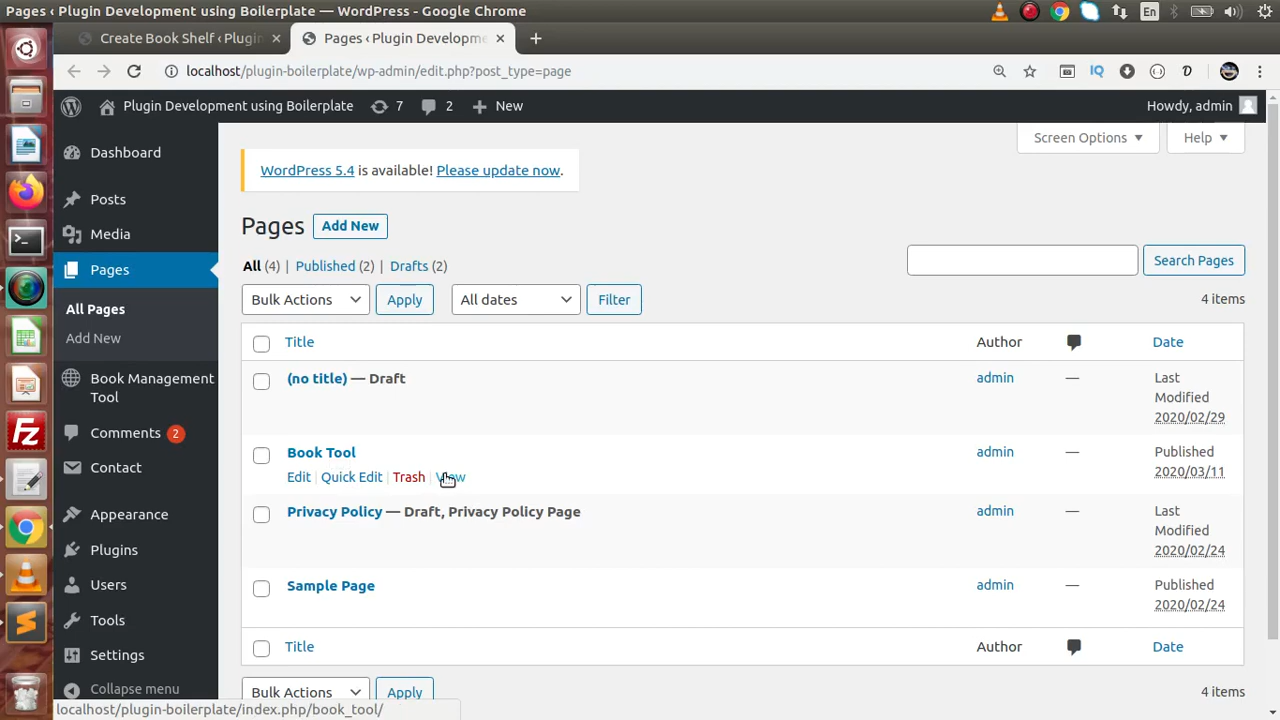 Pages ‹ Plugin Development using Boilerplate — WordPress - Google Chrome
En
Create Book Shelf ‹ Plugin
Pages ‹ Plugin Developme
localhost/plugin-boilerplate/wp-admin/edit.php?post_type=page
IQ
Plugin Development using Boilerplate 7 2 New
Howdy, admin
Dashboard
Posts
Media
Pages
All Pages
Add New
Book Management
Tool
Comments 2
Contact
Appearance
Plugins
Users
Tools
Settings
Collapse menu
Screen Options
Help
WordPress 5.4 is available! Please update now.
Pages Add New
All (4) | Published (2) | Drafts (2)
Search Pages
Bulk Actions Apply All dates Filter
4 items
Title Author Date
(no title) — Draft admin — Last
Modified
2020/02/29
Book Tool admin — Published
2020/03/11
Edit | Quick Edit | Trash | View
Privacy Policy — Draft, Privacy Policy Page admin — Last
Modified
2020/02/24
Sample Page admin — Published
2020/02/24
Title Author Date
Bulk Actions Apply
4 items
localhost/plugin-boilerplate/index.php/book_tool/